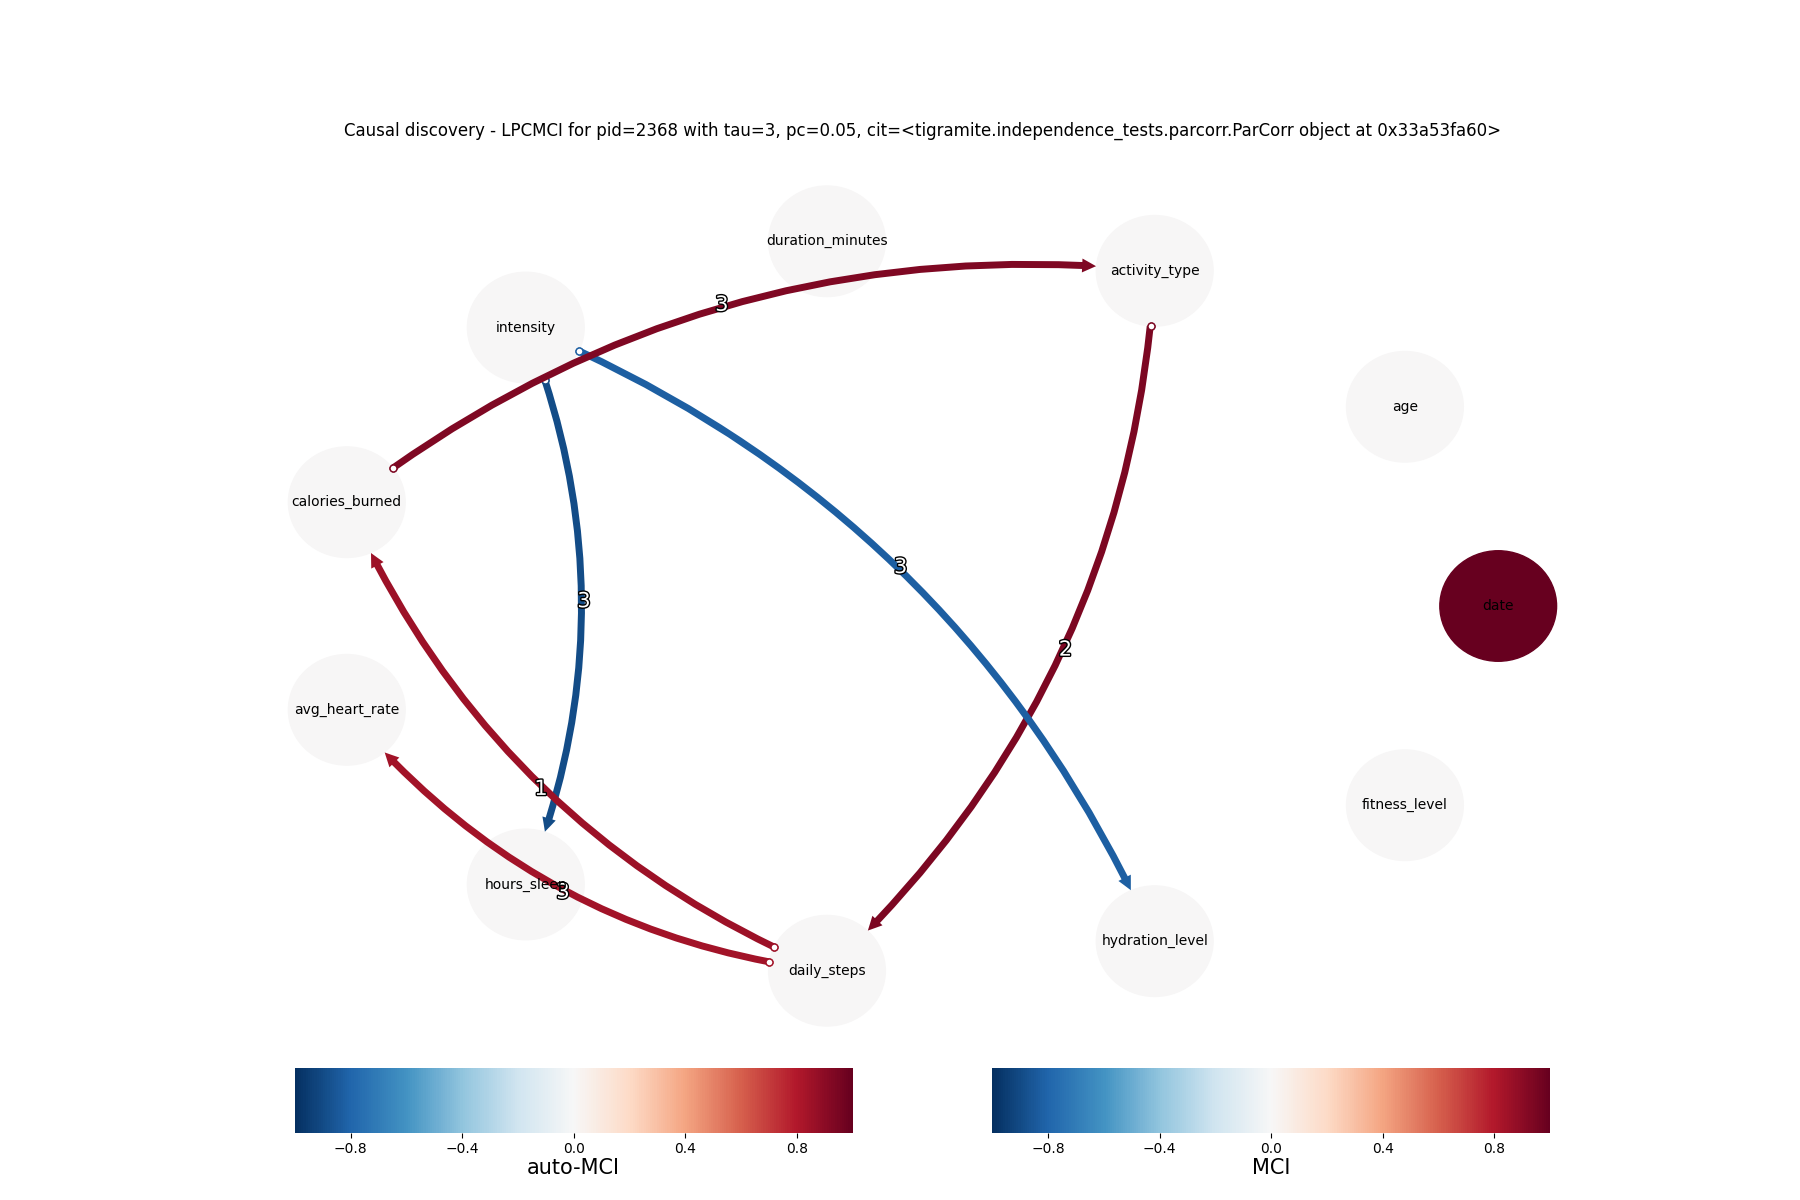 Causal discovery - LPCMCI for pid=2368 with tau=3, pc=0.05, cit=<tigramite.independence_tests.parcorr.ParCorr object at 0x33a53fa60>
duration_minutes
activity_type
3
intensity
age
calories_burned
3
3
date
2
avg_heart_rate
1
fitness_level
hours_sleep
3
hydration_level
daily_steps
−0.8 −0.4 0.0 0.4 0.8
auto-MCI
−0.8 −0.4 0.0 0.4 0.8
MCI